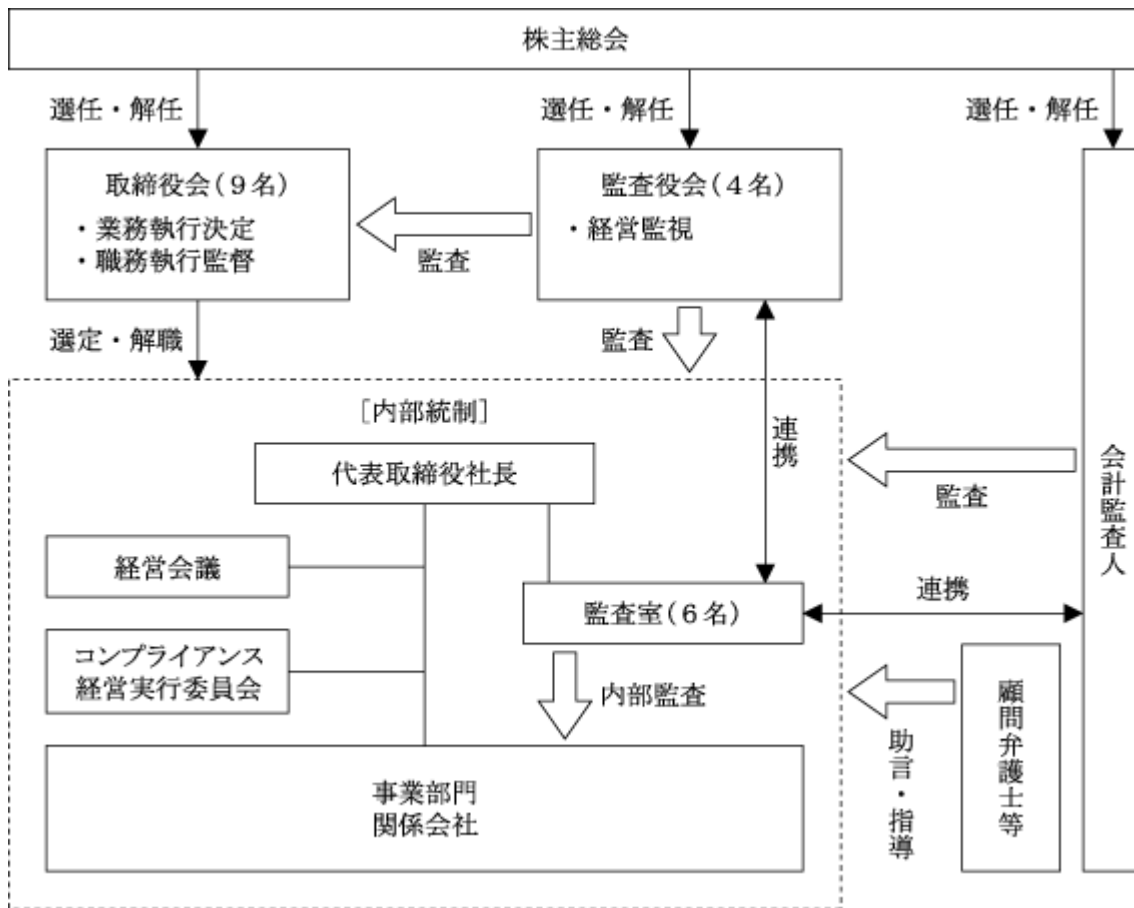 株主総会
選任・解任
選任・解任
選任・解任
取締役会(9名)
・業務執行決定
・職務執行監督
監査役会(4名)
・経営監視
監査
選定・解職
監査
[内部統制]
連携
代表取締役社長
監査
会計監査人
経営会議
監査室(6名)
連携
コンプライアンス
経営実行委員会
内部監査
助言・指導
顧問弁護士等
事業部門
関係会社